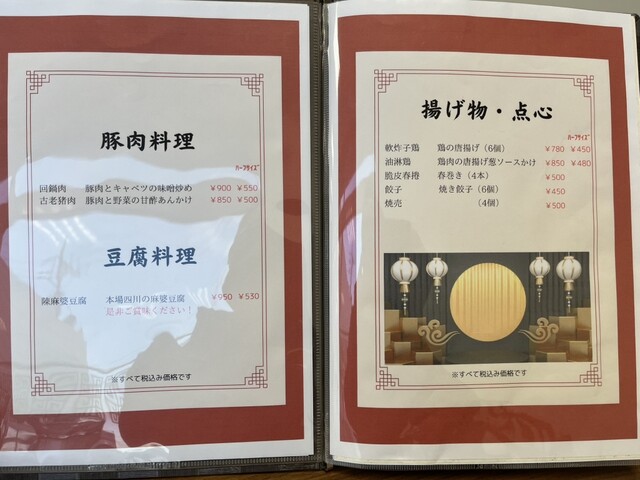 豚肉料理
ハーフサイズ
回鍋肉 豚肉とキャベツの味噌炒め ￥900 ￥550
古老猪肉 豚肉と野菜の甘酢あんかけ ￥850 ￥500
豆腐料理
陳麻婆豆腐 本場四川の麻婆豆腐 ￥950 ￥530
是非ご賞味ください！
※すべて税込み価格です
揚げ物・点心
ハーフサイズ
軟炸子鶏 鶏の唐揚げ（6個） ￥780 ￥450
油淋鶏 鶏肉の唐揚げ葱ソースかけ ￥850 ￥480
脆皮春捲 春巻き（4本） ￥500
餃子 焼き餃子（6個） ￥450
焼売 （4個） ￥500
※すべて税込み価格です